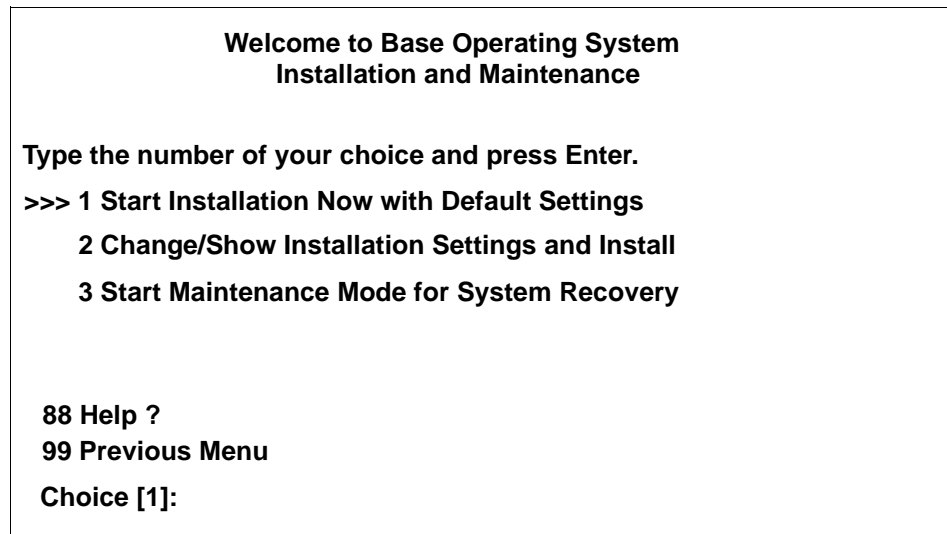 Welcome to Base Operating System
Installation and Maintenance
Type the number of your choice and press Enter.
>>> 1 Start Installation Now with Default Settings
2 Change/Show Installation Settings and Install
3 Start Maintenance Mode for System Recovery
88 Help ?
99 Previous Menu
Choice [1]: